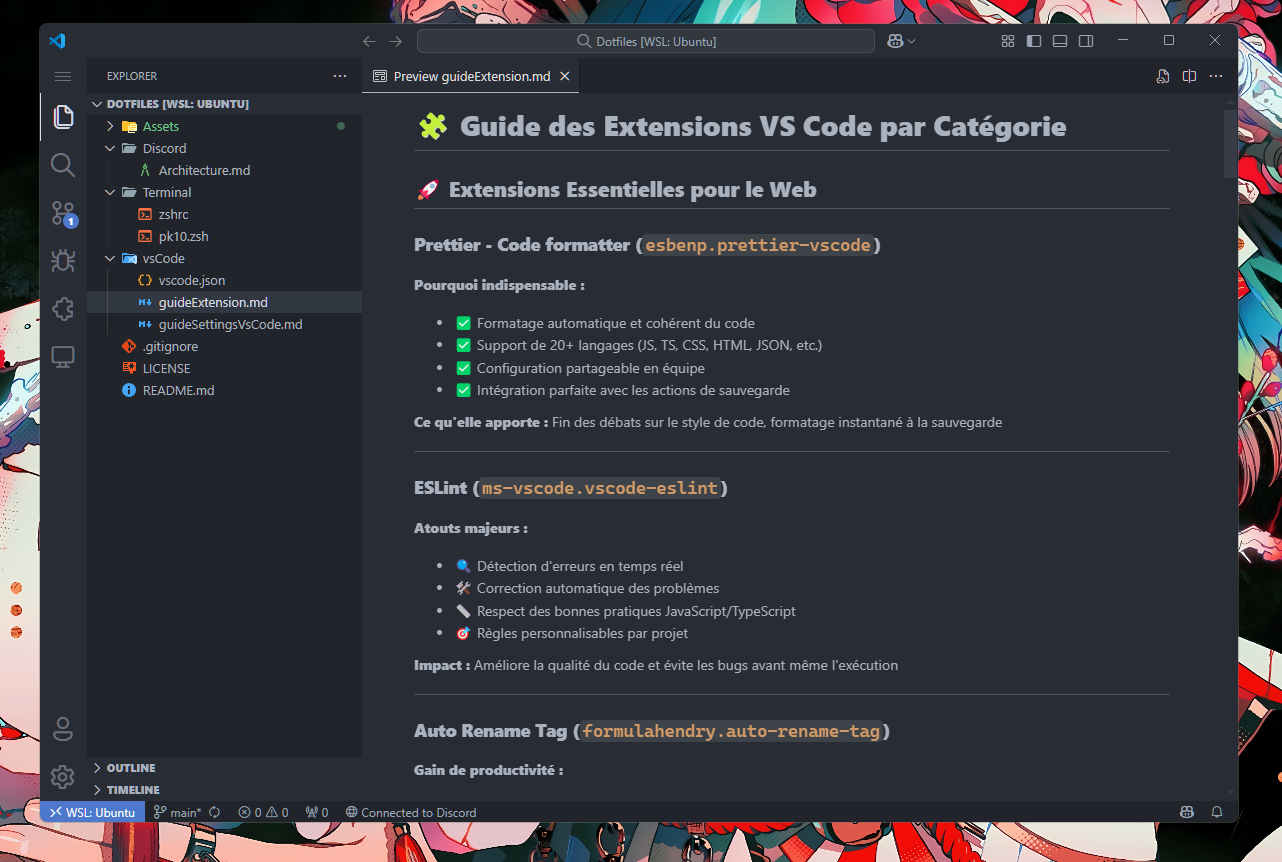 Dotfiles [WSL: Ubuntu]
EXPLORER
Preview guideExtension.md
DOTFILES [WSL: UBUNTU]
Assets
Discord
Architecture.md
Terminal
zshrc
pk10.zsh
vsCode
vscode.json
guideExtension.md
guideSettingsVsCode.md
.gitignore
LICENSE
README.md
1
🧩 Guide des Extensions VS Code par Catégorie
🚀 Extensions Essentielles pour le Web
Prettier - Code formatter (esbenp.prettier-vscode)
Pourquoi indispensable :
• ✅ Formatage automatique et cohérent du code
• ✅ Support de 20+ langages (JS, TS, CSS, HTML, JSON, etc.)
• ✅ Configuration partageable en équipe
• ✅ Intégration parfaite avec les actions de sauvegarde
Ce qu'elle apporte : Fin des débats sur le style de code, formatage instantané à la sauvegarde
ESLint (ms-vscode.vscode-eslint)
Atouts majeurs :
• 🔍 Détection d'erreurs en temps réel
• 🛠️ Correction automatique des problèmes
• 📏 Respect des bonnes pratiques JavaScript/TypeScript
• 🎯 Règles personnalisables par projet
Impact : Améliore la qualité du code et évite les bugs avant même l'exécution
Auto Rename Tag (formulahendry.auto-rename-tag)
Gain de productivité :
OUTLINE
TIMELINE
WSL: Ubuntu main* 0 0 0 Connected to Discord